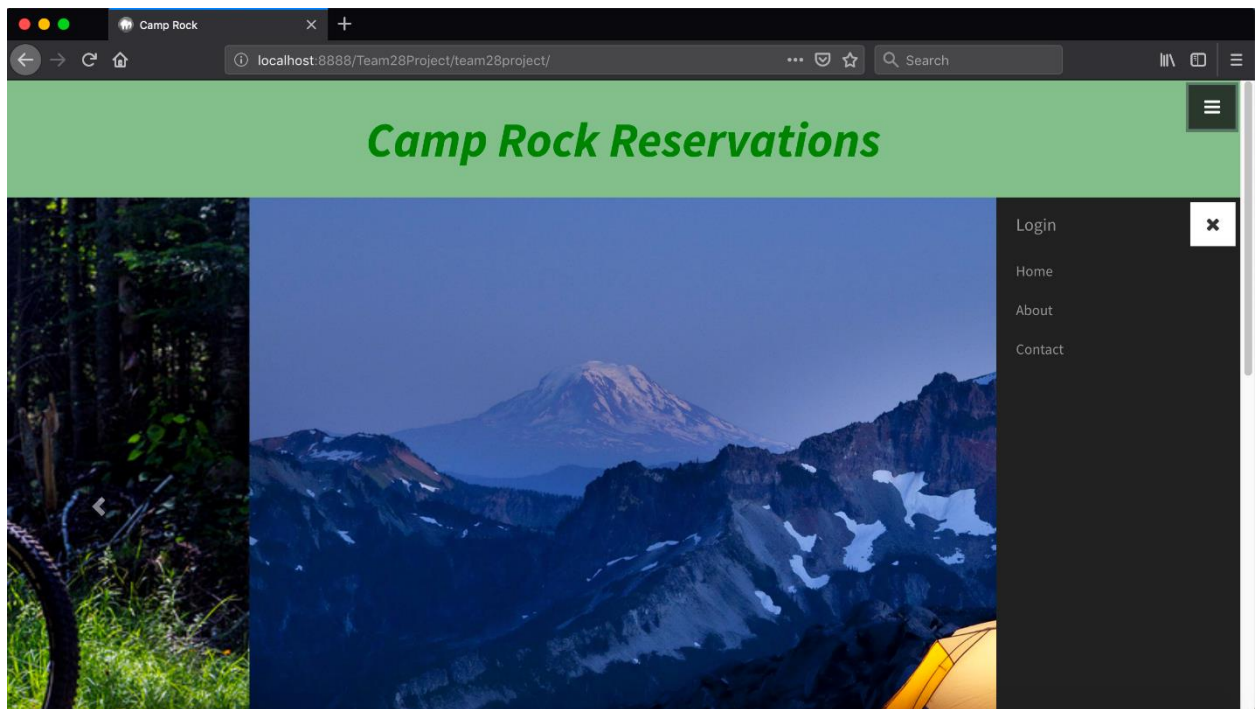 Camp Rock
localhost:8888/Team28Project/team28project/
Search
Camp Rock Reservations
Login
Home
About
Contact